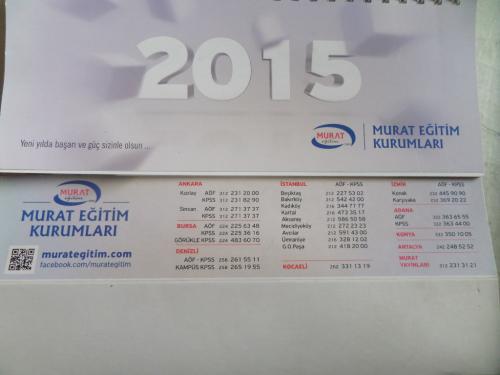 2015
Yeni yılda başarı ve güç sizinle olsun ...
MURAT
eğitim
MURAT EĞİTİM
KURUMLARI
MURAT
eğitim
MURAT EĞİTİM
KURUMLARI
murategitim.com
facebook.com/murategitim
ANKARA
Kızılay AÖF 312 231 20 00
KPSS 312 231 82 90
Sincan AÖF 312 271 37 37
KPSS 312 271 37 37
BURSA AÖF 224 225 63 48
KPSS 224 225 36 16
GÖRÜKLE KPSS 224 483 60 70
DENİZLİ
AÖF - KPSS 258 261 55 11
KAMPÜS KPSS 258 265 19 55
İSTANBUL AÖF - KPSS
Beşiktaş 212 227 53 02
Bakırköy 212 542 40 00
Kadıköy 216 344 77 77
Kartal 216 473 35 17
Aksaray 212 586 50 58
Mecidiyeköy 212 272 23 23
Avcılar 212 591 43 00
Ümraniye 216 328 12 02
G.O.Paşa 212 418 20 00
KOCAELİ 262 331 13 19
İZMİR AÖF - KPSS
Konak 232 445 90 90
Karşıyaka 232 369 20 22
ADANA
AÖF 322 363 65 55
KPSS 322 363 44 00
KONYA 332 350 10 05
ANTALYA 242 248 52 52
MURAT
YAYINLARI 312 231 31 21